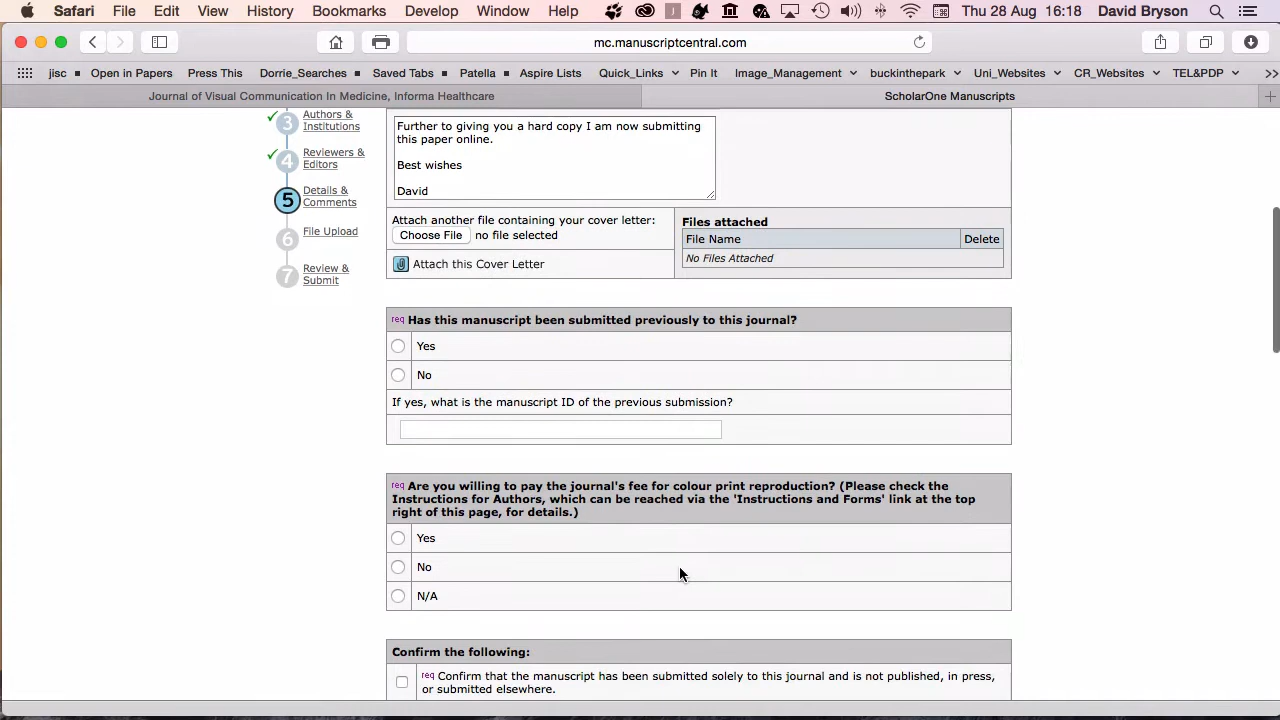 Safari File Edit View History Bookmarks Develop Window Help Thu 28 Aug 16:18 David Bryson
mc.manuscriptcentral.com
jisc Open in Papers Press This Dorrie_Searches Saved Tabs Patella Aspire Lists Quick_Links Pin It Image_Management buckinthepark Uni_Websites CR_Websites TEL&PDP
Journal of Visual Communication In Medicine, Informa Healthcare ScholarOne Manuscripts
3 Authors &
Institutions
4 Reviewers &
Editors
5 Details &
Comments
6 File Upload
7 Review &
Submit
Further to giving you a hard copy I am now submitting
this paper online.
Best wishes
David
Attach another file containing your cover letter:
Choose File no file selected
Attach this Cover Letter
Files attached
File Name Delete
No Files Attached
req Has this manuscript been submitted previously to this journal?
Yes
No
If yes, what is the manuscript ID of the previous submission?
req Are you willing to pay the journal's fee for colour print reproduction? (Please check the
Instructions for Authors, which can be reached via the 'Instructions and Forms' link at the top
right of this page, for details.)
Yes
No
N/A
Confirm the following:
req Confirm that the manuscript has been submitted solely to this journal and is not published, in press,
or submitted elsewhere.